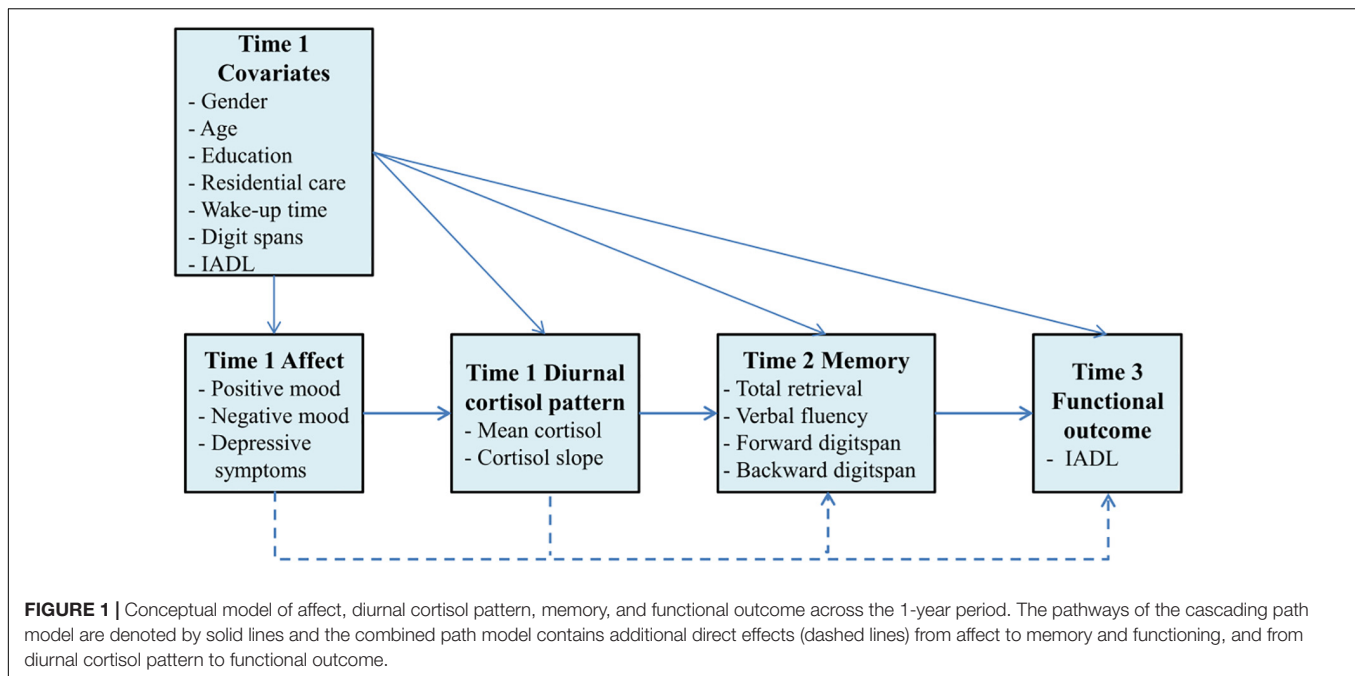 Time 1
Covariates
- Gender
- Age
- Education
- Residential care
- Wake-up time
- Digit spans
- IADL
Time 1 Affect
- Positive mood
- Negative mood
- Depressive
symptoms
Time 1 Diurnal
cortisol pattern
- Mean cortisol
- Cortisol slope
Time 2 Memory
- Total retrieval
- Verbal fluency
- Forward digitspan
- Backward digitspan
Time 3
Functional
outcome
- IADL
FIGURE 1 | Conceptual model of affect, diurnal cortisol pattern, memory, and functional outcome across the 1-year period. The pathways of the cascading path
model are denoted by solid lines and the combined path model contains additional direct effects (dashed lines) from affect to memory and functioning, and from
diurnal cortisol pattern to functional outcome.